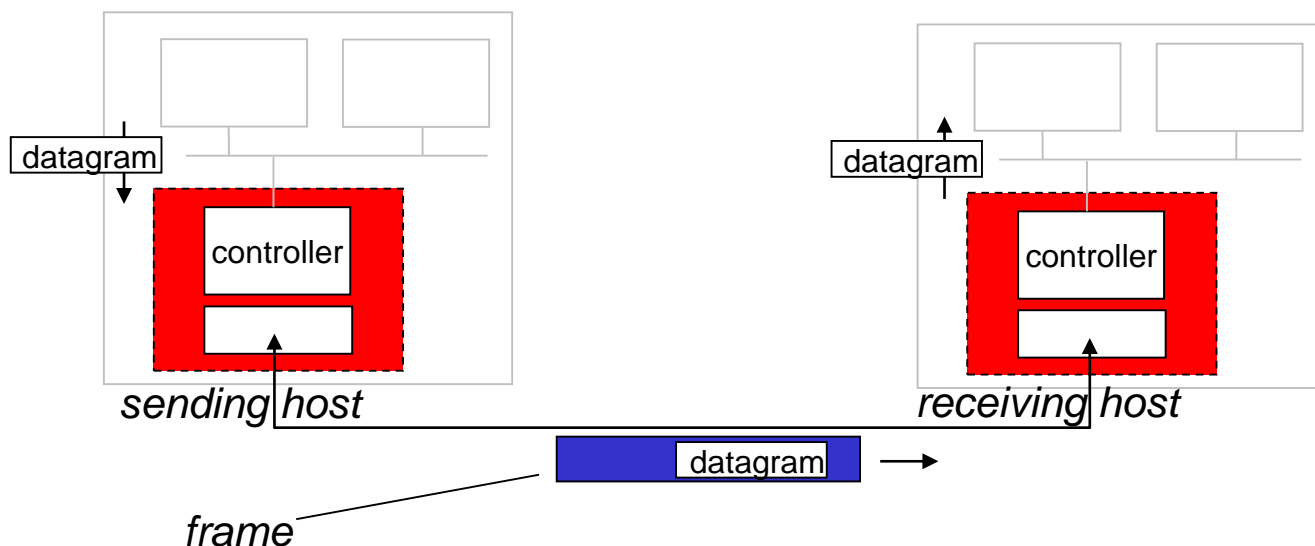 datagram
datagram
controller
controller
sending host
receiving host
datagram
frame